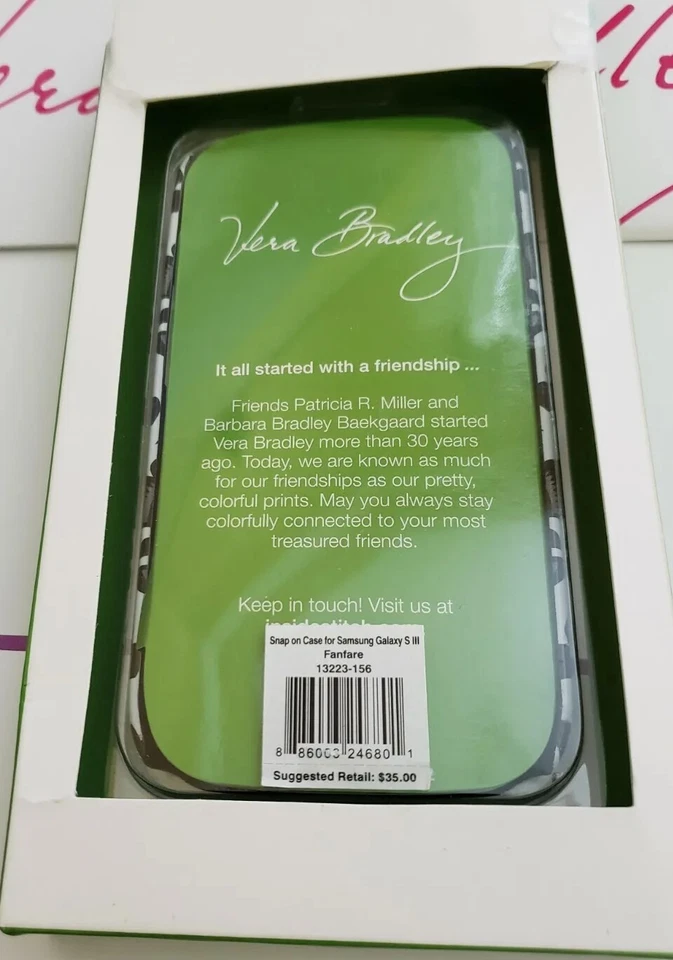 Vera Bradley
It all started with a friendship ...
Friends Patricia R. Miller and
Barbara Bradley Baekgaard started
Vera Bradley more than 30 years
ago. Today, we are known as much
for our friendships as our pretty,
colorful prints. May you always stay
colorfully connected to your most
treasured friends.
Keep in touch! Visit us at
Snap on Case for Samsung Galaxy S III
Fanfare
13223-156
8 86003 24680 1
Suggested Retail: $35.00